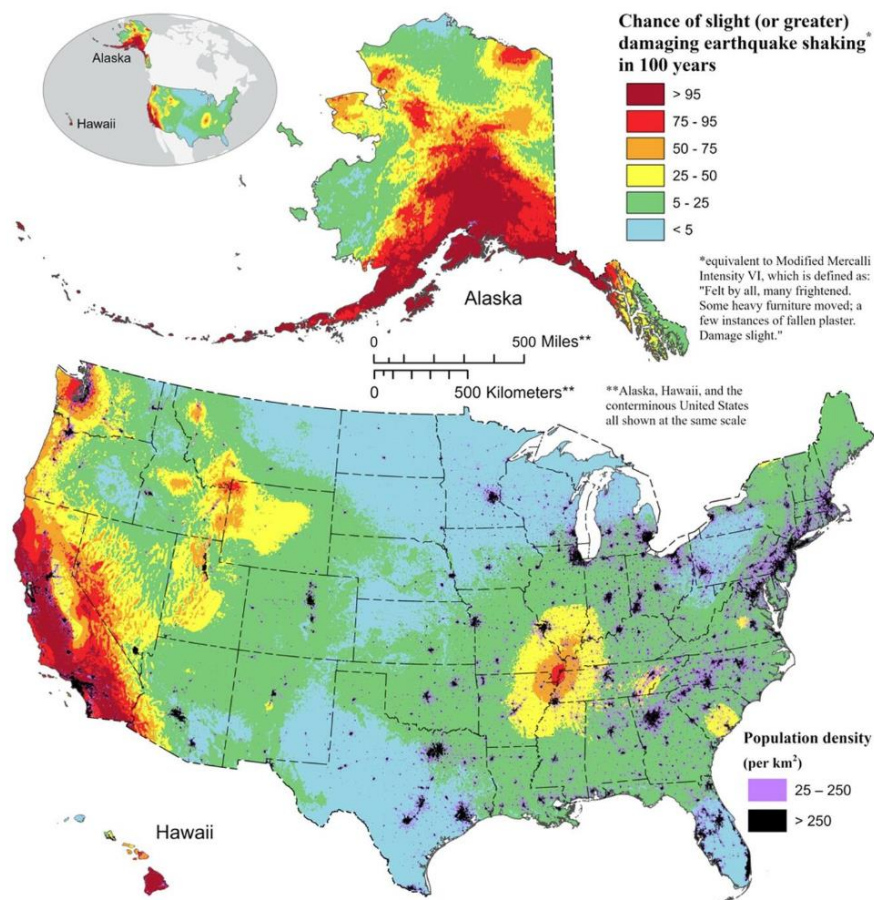 Alaska
Hawaii
Chance of slight (or greater)
damaging earthquake shaking*
in 100 years
> 95
75 - 95
50 - 75
25 - 50
5 - 25
< 5
*equivalent to Modified Mercalli
Intensity VI, which is defined as:
"Felt by all, many frightened.
Some heavy furniture moved; a
few instances of fallen plaster.
Damage slight."
Alaska
0 500 Miles**
0 500 Kilometers**
**Alaska, Hawaii, and the
conterminous United States
all shown at the same scale
Population density
(per km²)
25 – 250
> 250
Hawaii